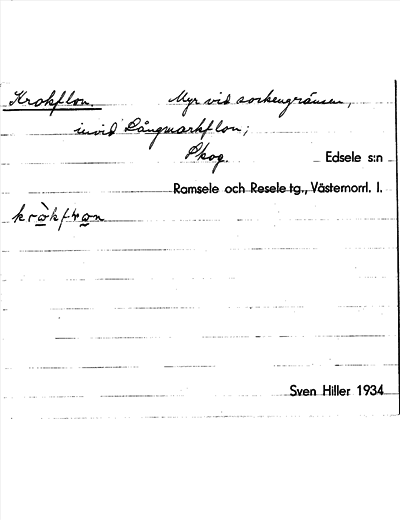 Krokflon. Myr vid sockengränsen,
invid Långmarkflon;
Skog. Edsele s:n
Ramsele och Resele tg., Västernorrl. l.
Sven Hiller 1934